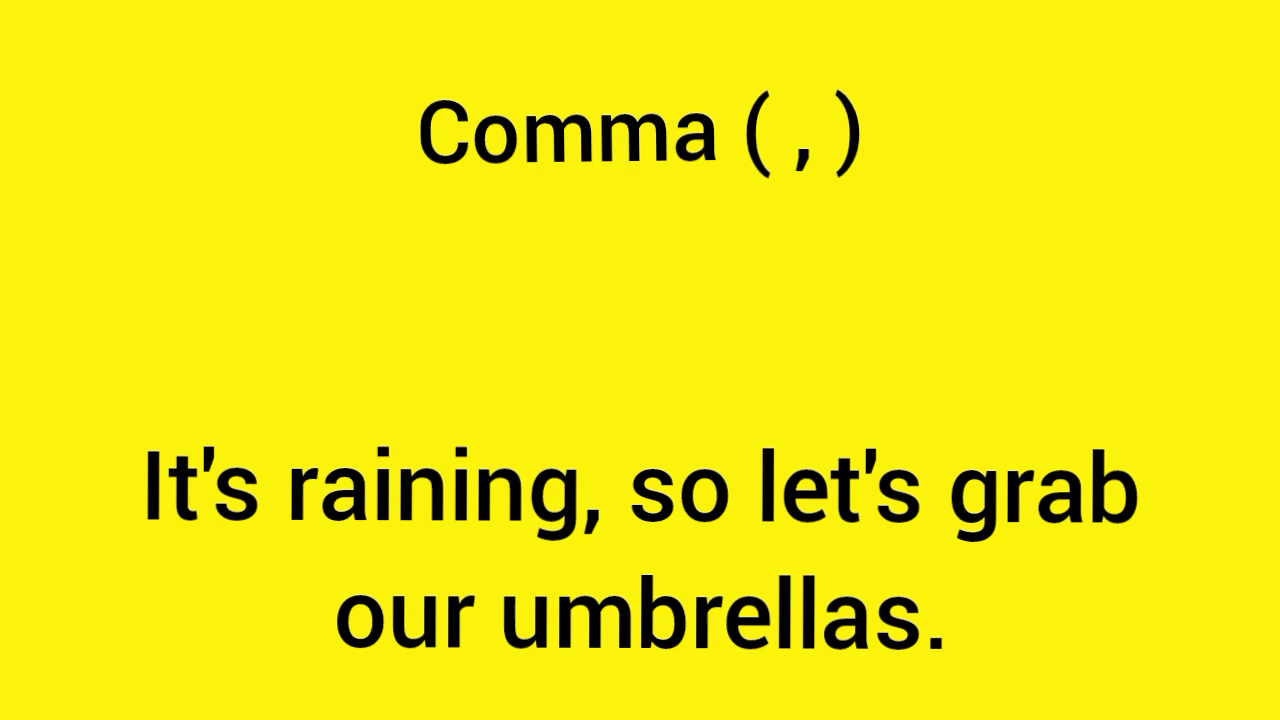 Comma ( , )
It's raining, so let's grab
our umbrellas.